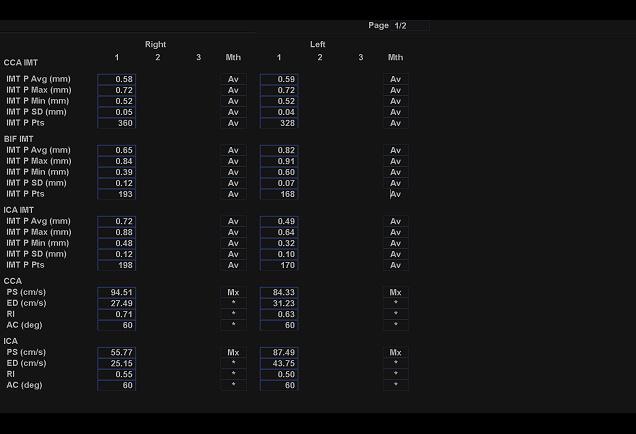 Page 1/2
Right Left
1 2 3 Mth 1 2 3 Mth
CCA IMT
IMT P Avg (mm) 0.58 Av 0.59 Av
IMT P Max (mm) 0.72 Av 0.72 Av
IMT P Min (mm) 0.52 Av 0.52 Av
IMT P SD (mm) 0.05 Av 0.04 Av
IMT P Pts 360 Av 328 Av
BIF IMT
IMT P Avg (mm) 0.65 Av 0.82 Av
IMT P Max (mm) 0.84 Av 0.91 Av
IMT P Min (mm) 0.39 Av 0.60 Av
IMT P SD (mm) 0.12 Av 0.07 Av
IMT P Pts 193 Av 168 Av
ICA IMT
IMT P Avg (mm) 0.72 Av 0.49 Av
IMT P Max (mm) 0.88 Av 0.64 Av
IMT P Min (mm) 0.48 Av 0.32 Av
IMT P SD (mm) 0.12 Av 0.10 Av
IMT P Pts 198 Av 170 Av
CCA
PS (cm/s) 94.51 Mx 84.33 Mx
ED (cm/s) 27.49 * 31.23 *
RI 0.71 * 0.63 *
AC (deg) 60 * 60 *
ICA
PS (cm/s) 55.77 Mx 87.49 Mx
ED (cm/s) 25.15 * 43.75 *
RI 0.55 * 0.50 *
AC (deg) 60 * 60 *